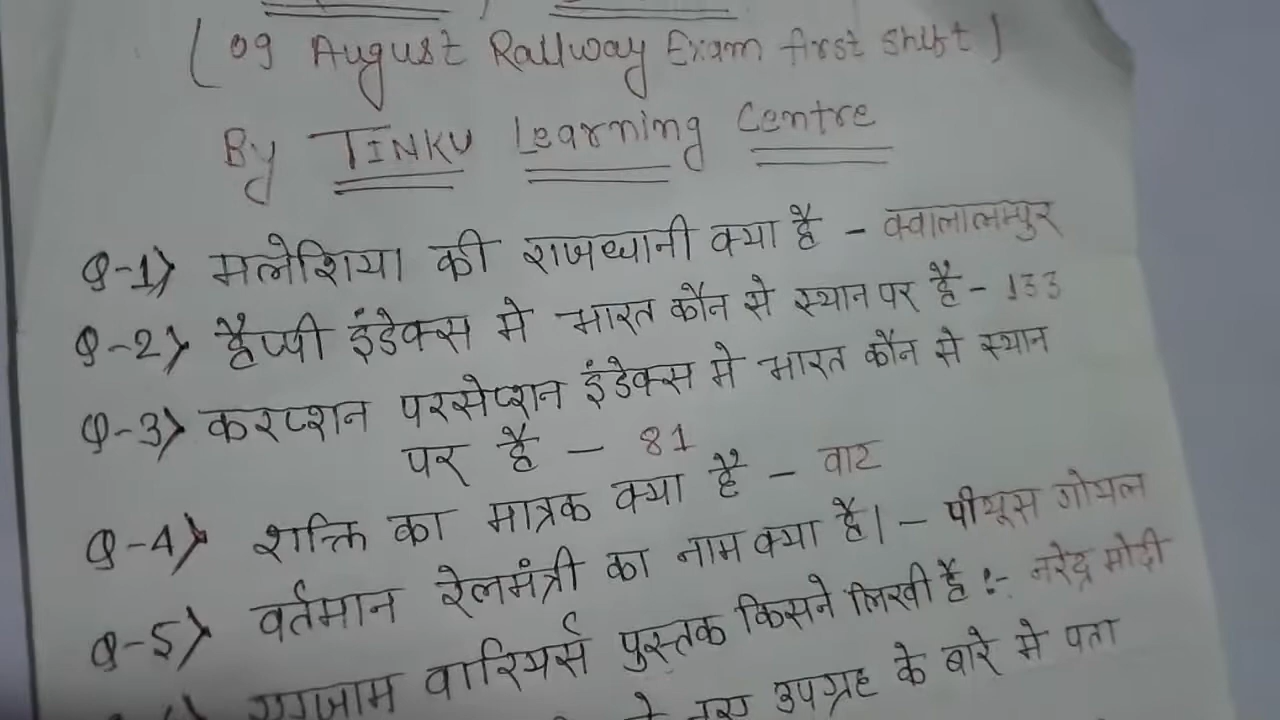 ( 09 August Railway Exam first shift )
By TINKU Learning Centre
Q-1) मलेशिया की राजधानी क्या है - क्वालालम्पुर
Q-2) हैप्पी इंडेक्स मे भारत कौन से स्थान पर है - 133
Q-3) करप्शन परसेप्शन इंडेक्स मे भारत कौन से स्थान
पर है - 81
Q-4) शक्ति का मात्रक क्या है - वाट
Q-5) वर्तमान रेलमंत्री का नाम क्या है। - पीयूस गोयल
एग्जाम वारियर्स पुस्तक किसने लिखी है :- नरेद्र मोदी
उपग्रह के बारे मे पता